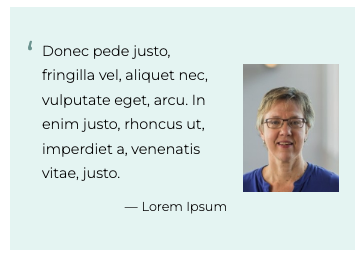 ‘ Donec pede justo,
fringilla vel, aliquet nec,
vulputate eget, arcu. In
enim justo, rhoncus ut,
imperdiet a, venenatis
vitae, justo.
— Lorem Ipsum